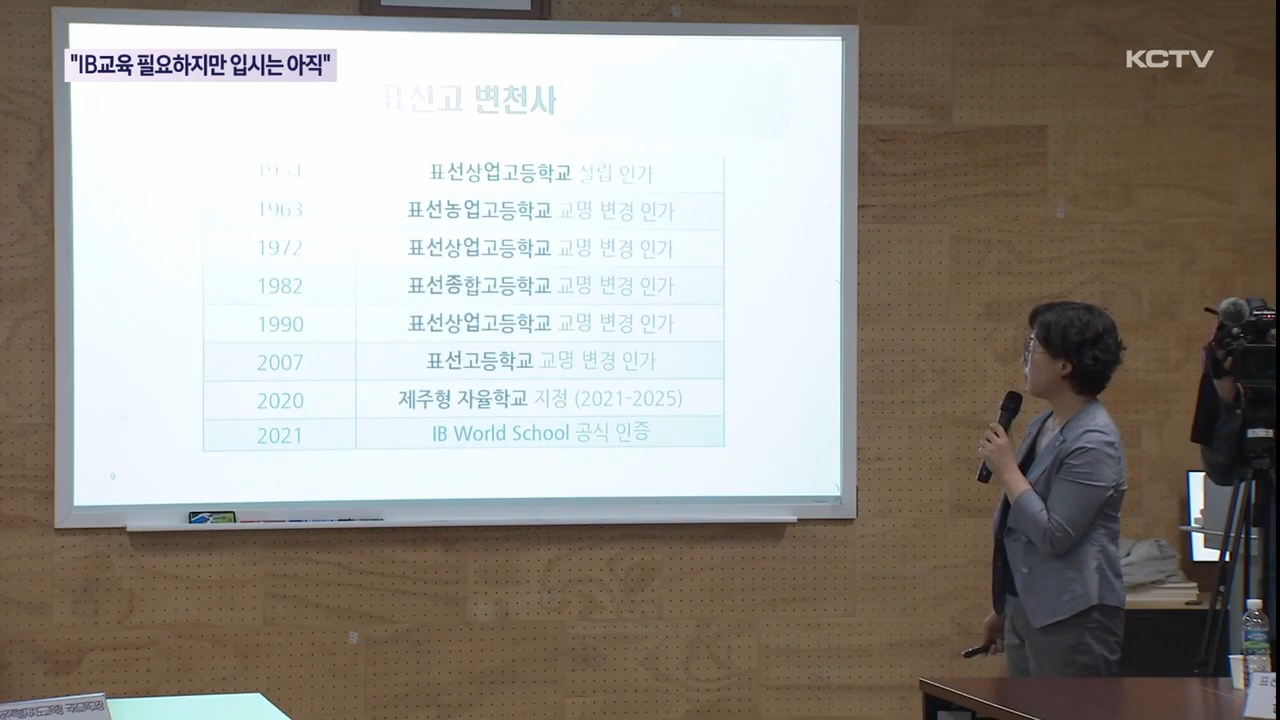 "IB교육 필요하지만 입시는 아직"
KCTV
표선고 변천사
표선상업고등학교 설립 인가
1963 표선농업고등학교 교명 변경 인가
1972 표선상업고등학교 교명 변경 인가
1982 표선종합고등학교 교명 변경 인가
1990 표선상업고등학교 교명 변경 인가
2007 표선고등학교 교명 변경 인가
2020 제주형 자율학교 지정 (2021-2025)
2021 IB World School 공식 인증
9